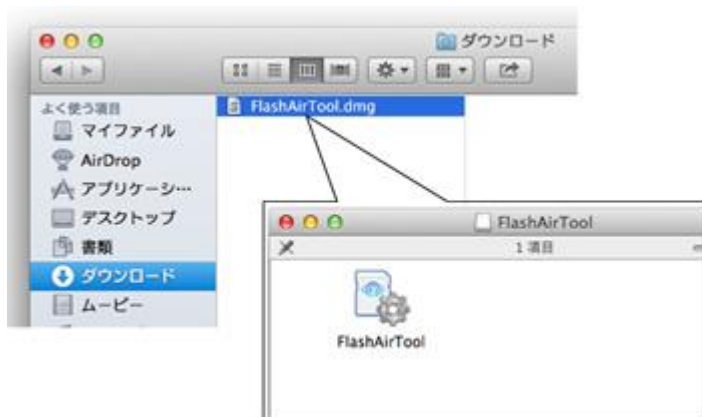 ダウンロード
よく使う項目
FlashAirTool.dmg
マイファイル
AirDrop
アプリケーシ…
デスクトップ
書類
ダウンロード
ムービー
FlashAirTool
1 項目
FlashAirTool